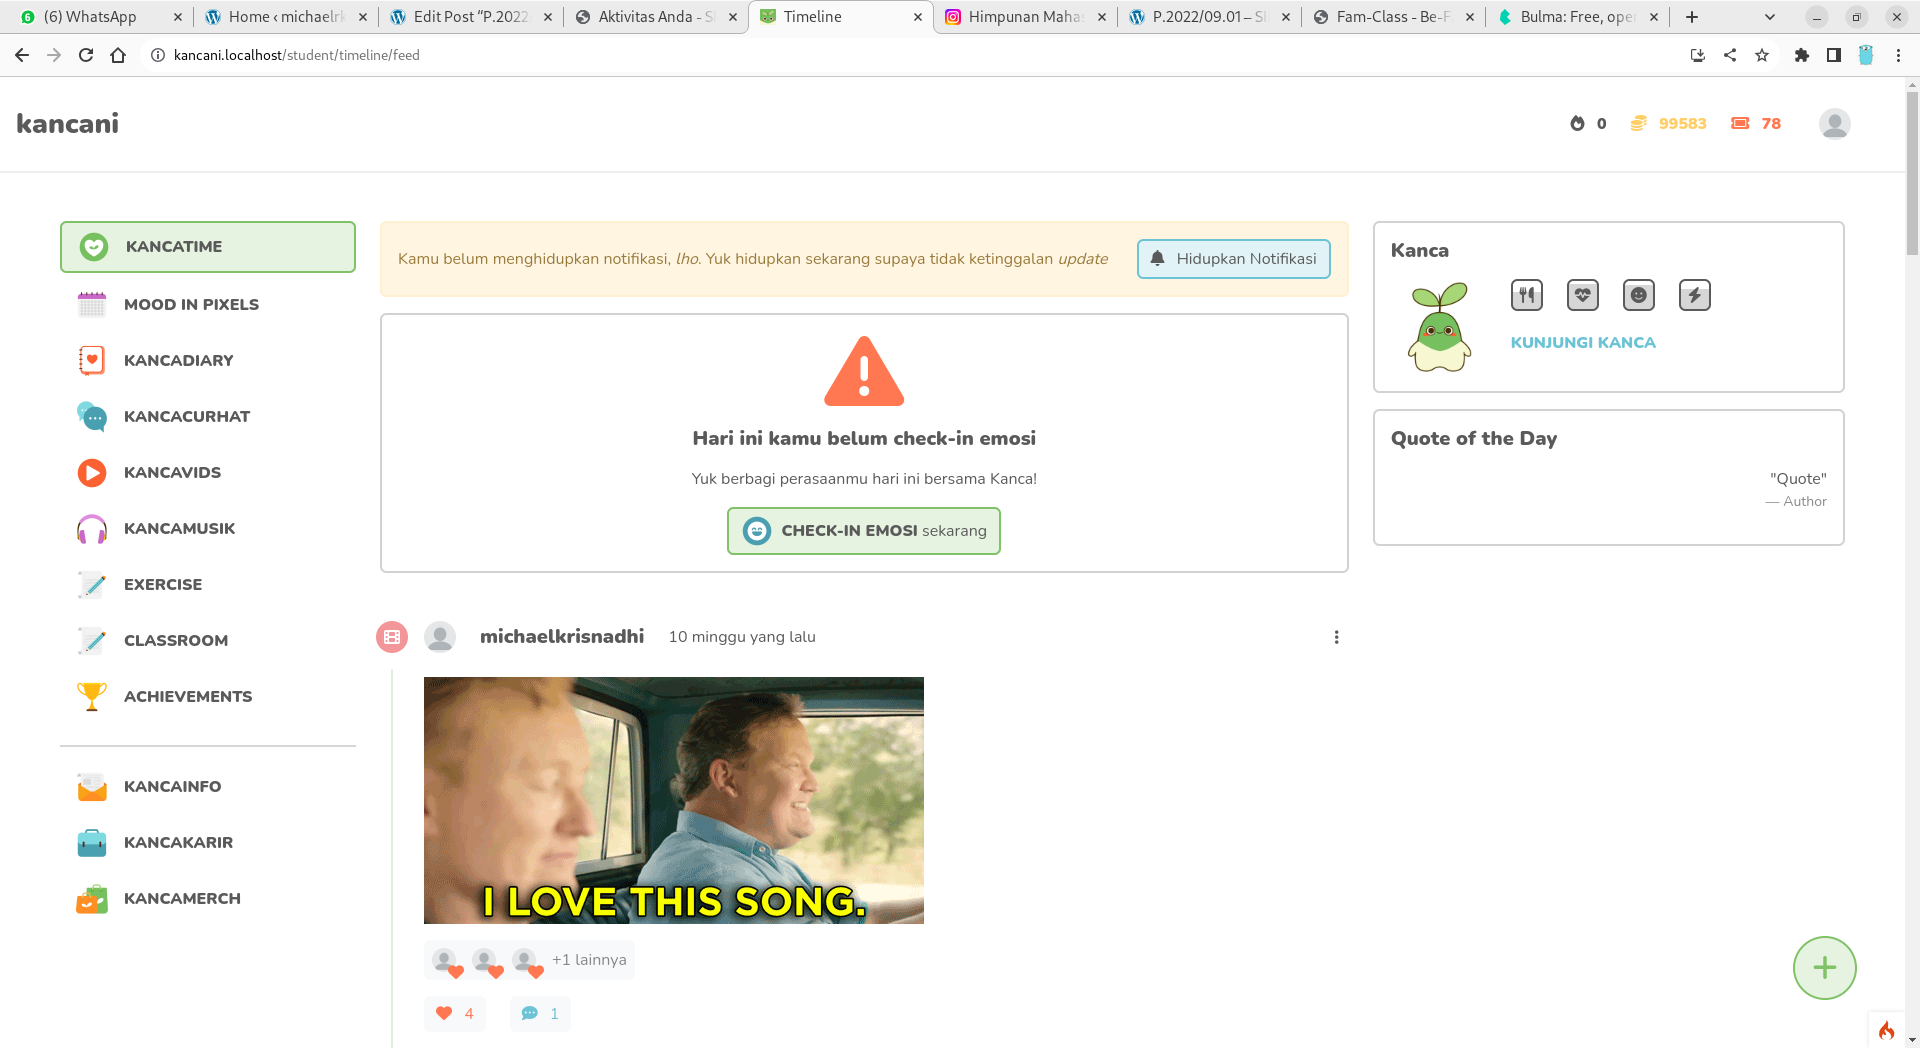 (6) WhatsApp
Home ‹ michaelrk
Edit Post “P.2022
Aktivitas Anda - S
Timeline
Himpunan Mahas
P.2022/09.01 – S
Fam-Class - Be-F
Bulma: Free, ope
kancani.localhost/student/timeline/feed
kancani
0
99583
78
KANCATIME
MOOD IN PIXELS
KANCADIARY
KANCACURHAT
KANCAVIDS
KANCAMUSIK
EXERCISE
CLASSROOM
ACHIEVEMENTS
KANCAINFO
KANCAKARIR
KANCAMERCH
Kamu belum menghidupkan notifikasi, lho. Yuk hidupkan sekarang supaya tidak ketinggalan update
Hidupkan Notifikasi
Hari ini kamu belum check-in emosi
Yuk berbagi perasaanmu hari ini bersama Kanca!
CHECK-IN EMOSI sekarang
michaelkrisnadhi 10 minggu yang lalu
I LOVE THIS SONG.
+1 lainnya
4
1
Kanca
KUNJUNGI KANCA
Quote of the Day
"Quote"
— Author